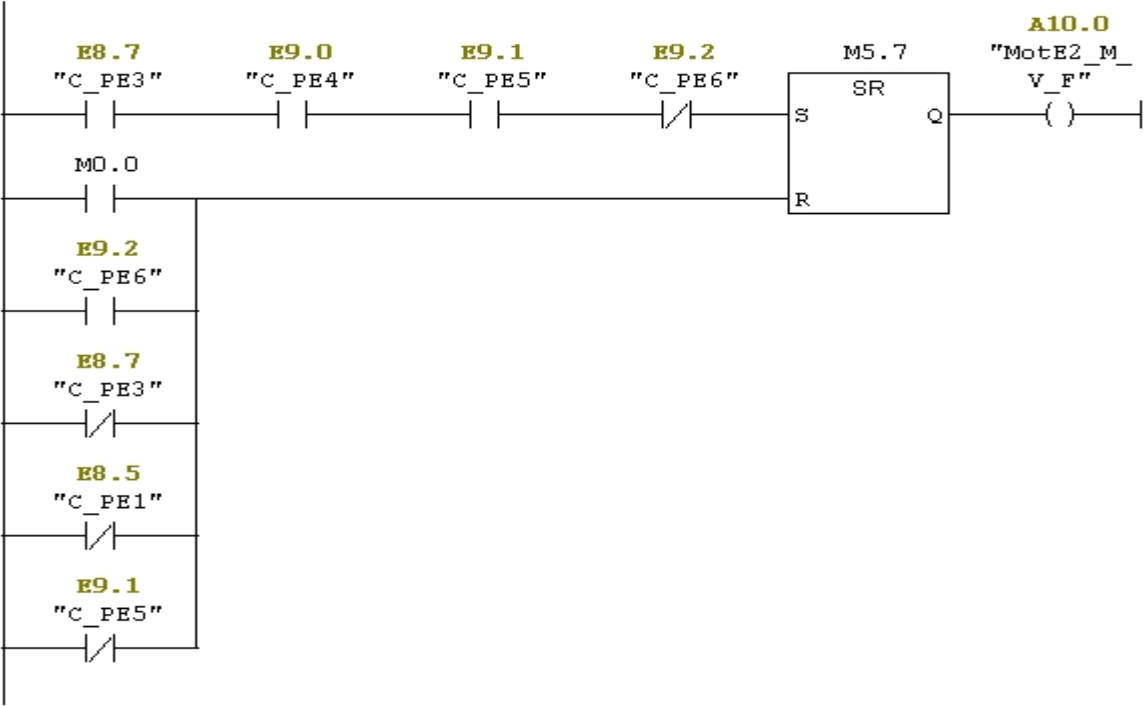 A10.0
E8.7 E9.0 E9.1 E9.2 M5.7 "MotE2_M_
"C_PE3" "C_PE4" "C_PE5" "C_PE6" V_F"
SR
S Q
M0.0
R
E9.2
"C_PE6"
E8.7
"C_PE3"
E8.5
"C_PE1"
E9.1
"C_PE5"